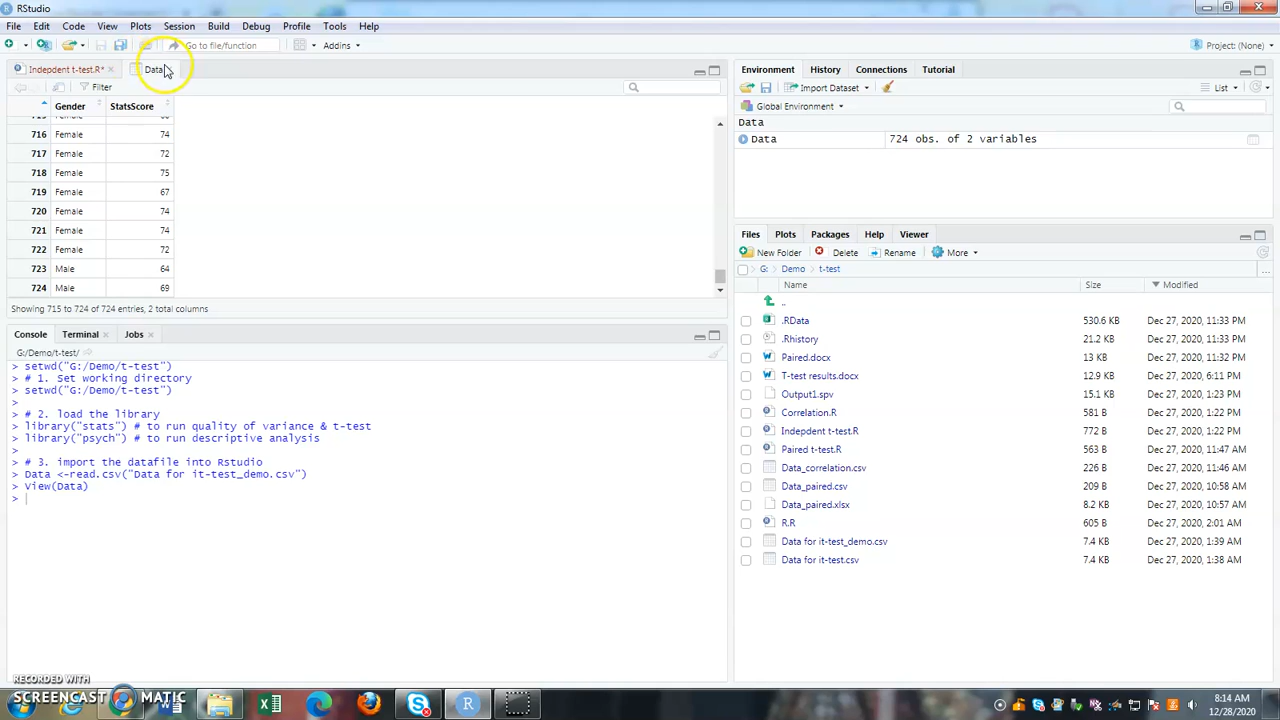 RStudio
File Edit Code View Plots Session Build Debug Profile Tools Help
Go to file/function Addins Project: (None)
Indepdent t-test.R* Data
Filter
Gender StatsScore
716 Female 74
717 Female 72
718 Female 75
719 Female 67
720 Female 74
721 Female 74
722 Female 72
723 Male 64
724 Male 69
Showing 715 to 724 of 724 entries, 2 total columns
Console Terminal Jobs
G:/Demo/t-test/
> setwd("G:/Demo/t-test")
> # 1. Set working directory
> setwd("G:/Demo/t-test")
>
> # 2. load the library
> library("stats") # to run quality of variance & t-test
> library("psych") # to run descriptive analysis
>
> # 3. import the datafile into Rstudio
> Data <-read.csv("Data for it-test_demo.csv")
> View(Data)
>
Environment History Connections Tutorial
Import Dataset List
Global Environment
Data
Data 724 obs. of 2 variables
Files Plots Packages Help Viewer
New Folder Delete Rename More
G: Demo t-test ...
Name Size Modified
..
.RData 530.6 KB Dec 27, 2020, 11:33 PM
.Rhistory 21.2 KB Dec 27, 2020, 11:33 PM
Paired.docx 13 KB Dec 27, 2020, 11:32 PM
T-test results.docx 12.9 KB Dec 27, 2020, 6:11 PM
Output1.spv 15.1 KB Dec 27, 2020, 1:23 PM
Correlation.R 581 B Dec 27, 2020, 1:22 PM
Indepdent t-test.R 772 B Dec 27, 2020, 1:22 PM
Paired t-test.R 563 B Dec 27, 2020, 11:47 AM
Data_correlation.csv 226 B Dec 27, 2020, 11:46 AM
Data_paired.csv 209 B Dec 27, 2020, 10:58 AM
Data_paired.xlsx 8.2 KB Dec 27, 2020, 10:57 AM
R.R 605 B Dec 27, 2020, 2:01 AM
Data for it-test_demo.csv 7.4 KB Dec 27, 2020, 1:39 AM
Data for it-test.csv 7.4 KB Dec 27, 2020, 1:38 AM
RECORDED WITH
SCREENCAST MATIC
8:14 AM
12/28/2020